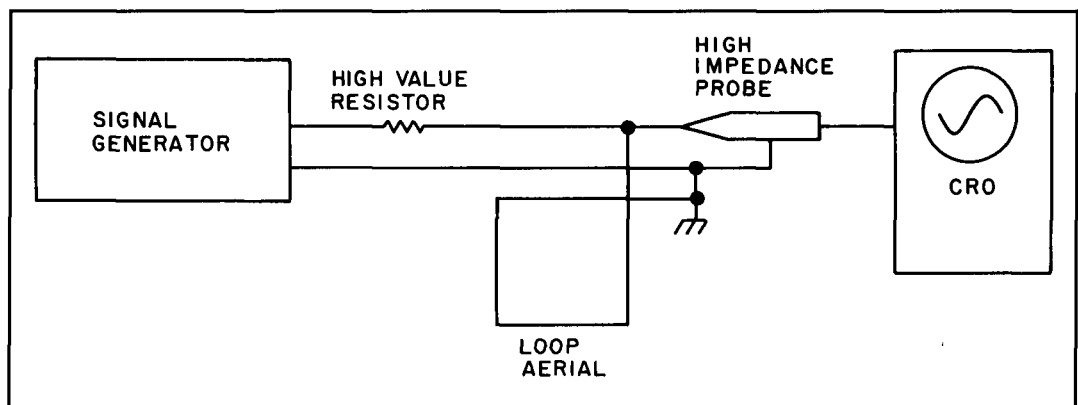 SIGNAL
GENERATOR
HIGH VALUE
RESISTOR
HIGH
IMPEDANCE
PROBE
CRO
LOOP
AERIAL